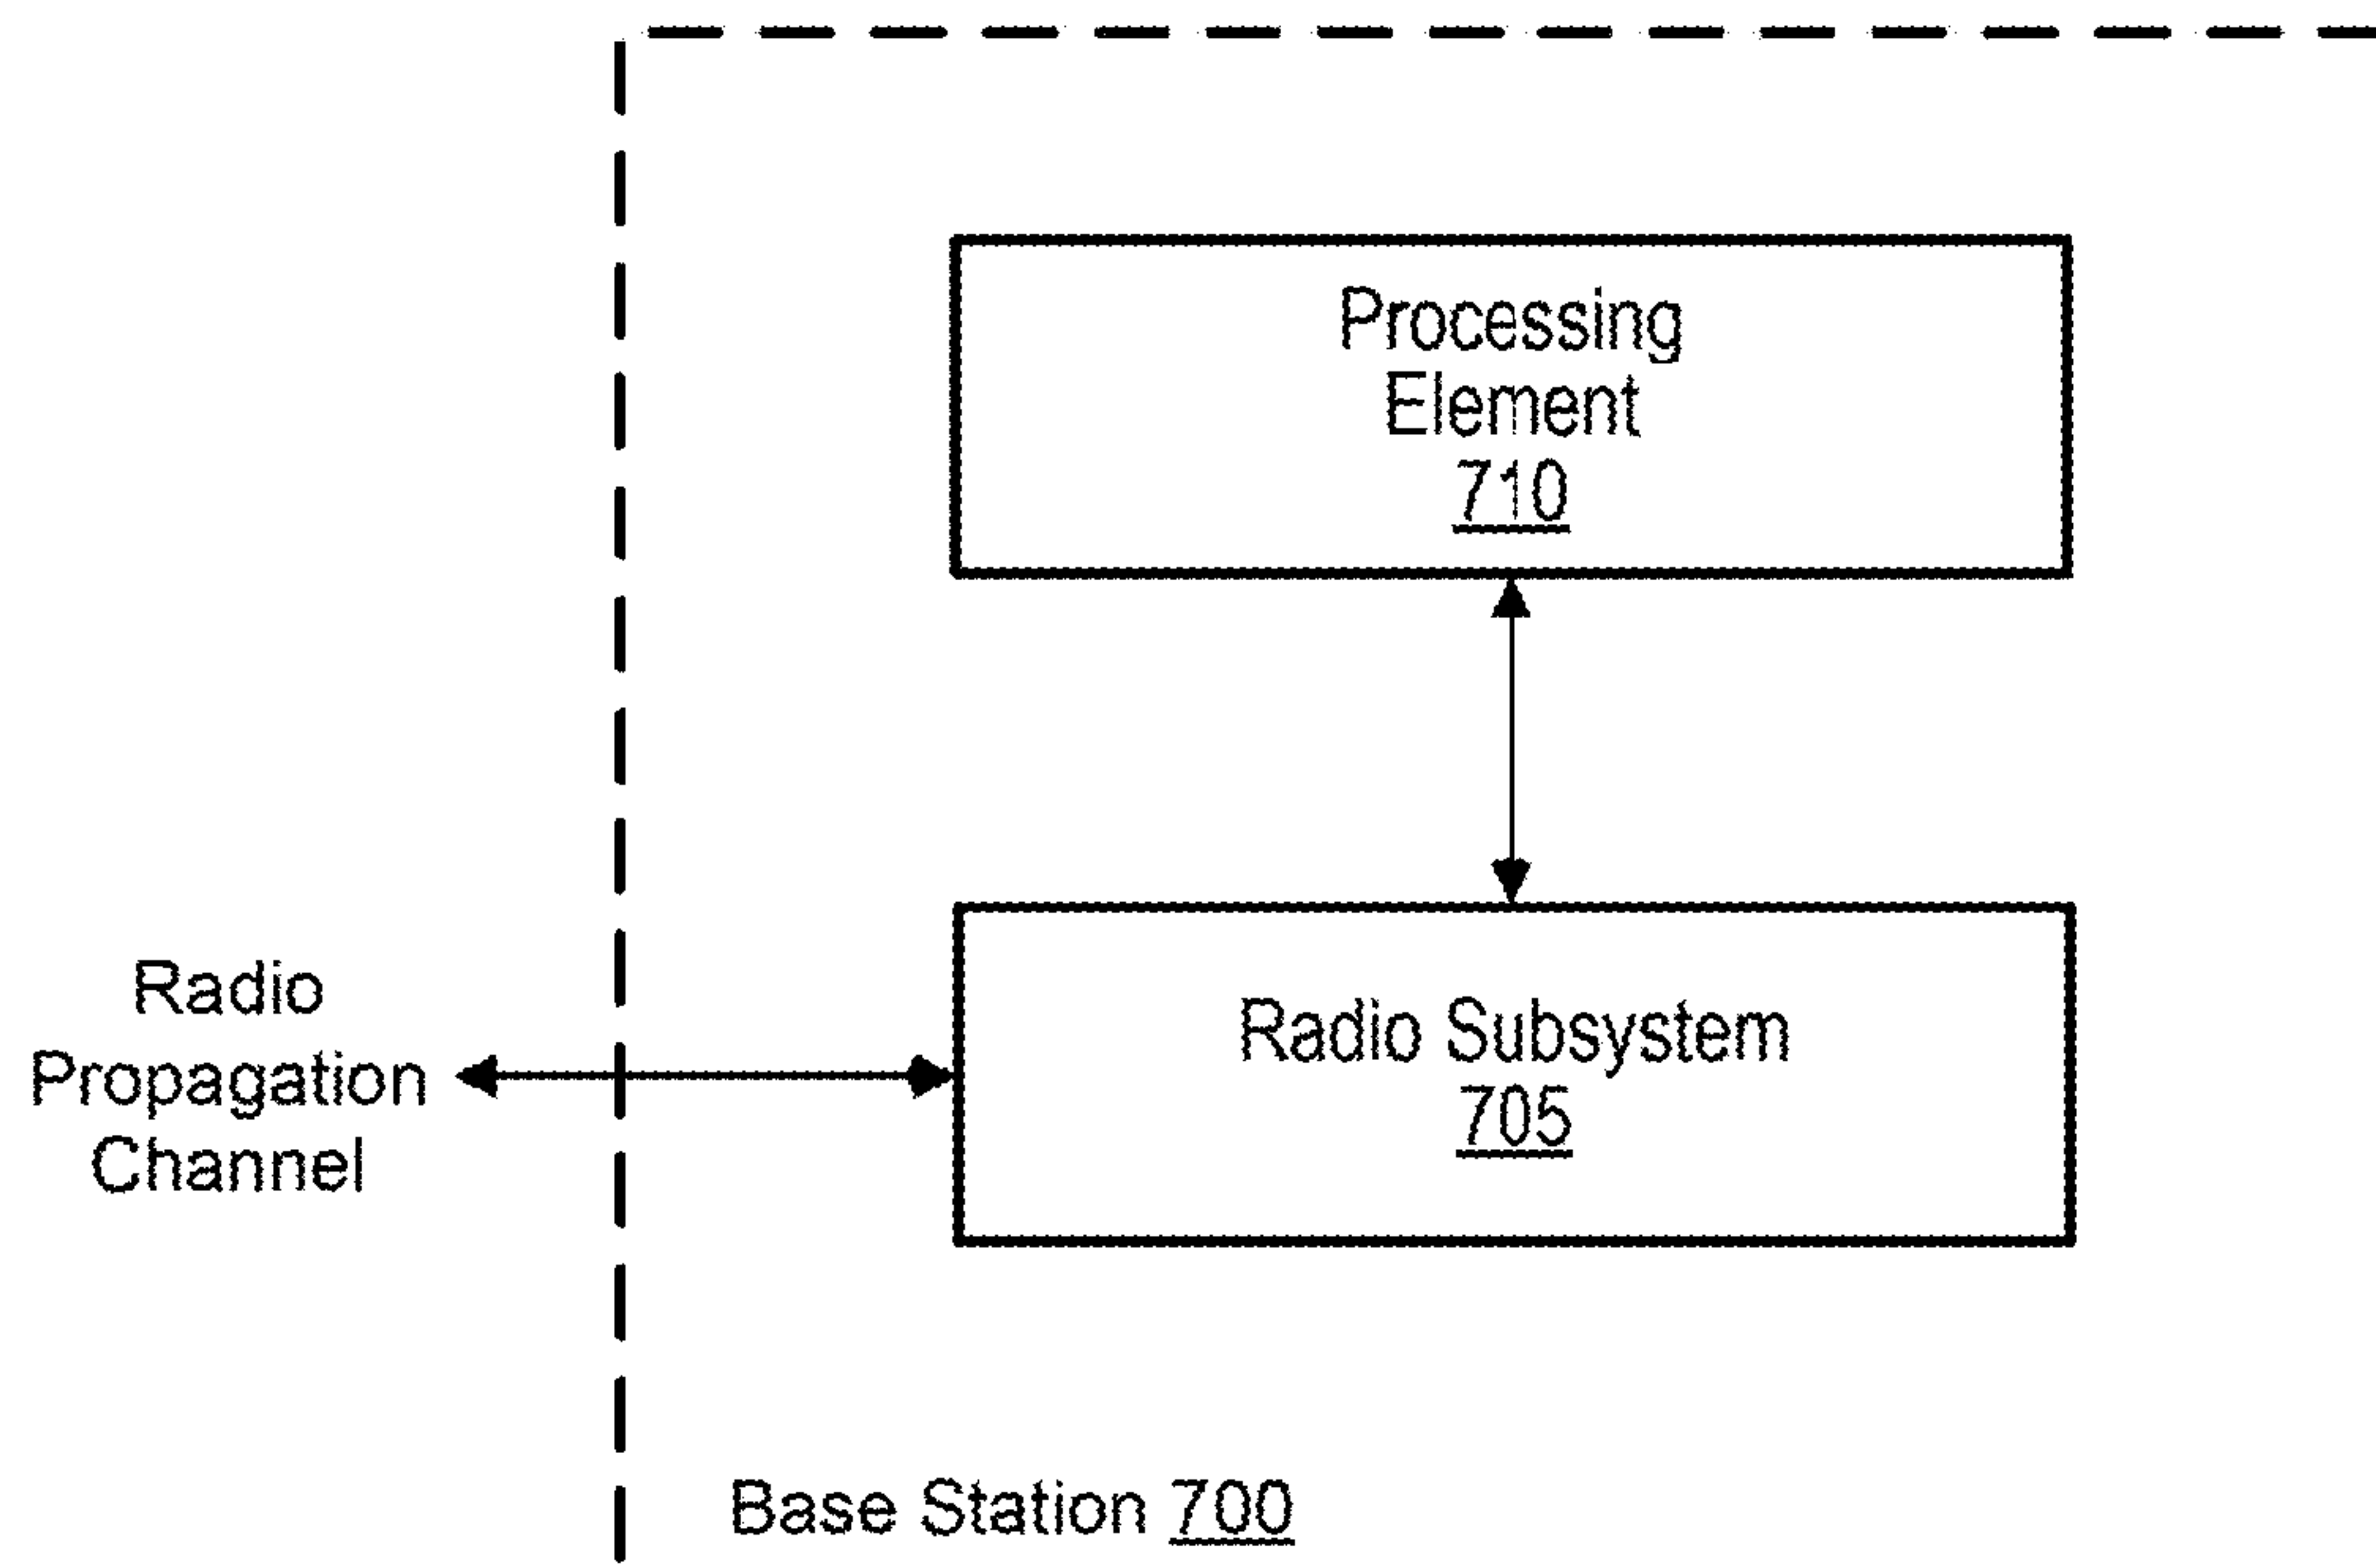 Processing
Element
710
Radio
Propagation
Channel
Radio Subsystem
705
Base Station 700